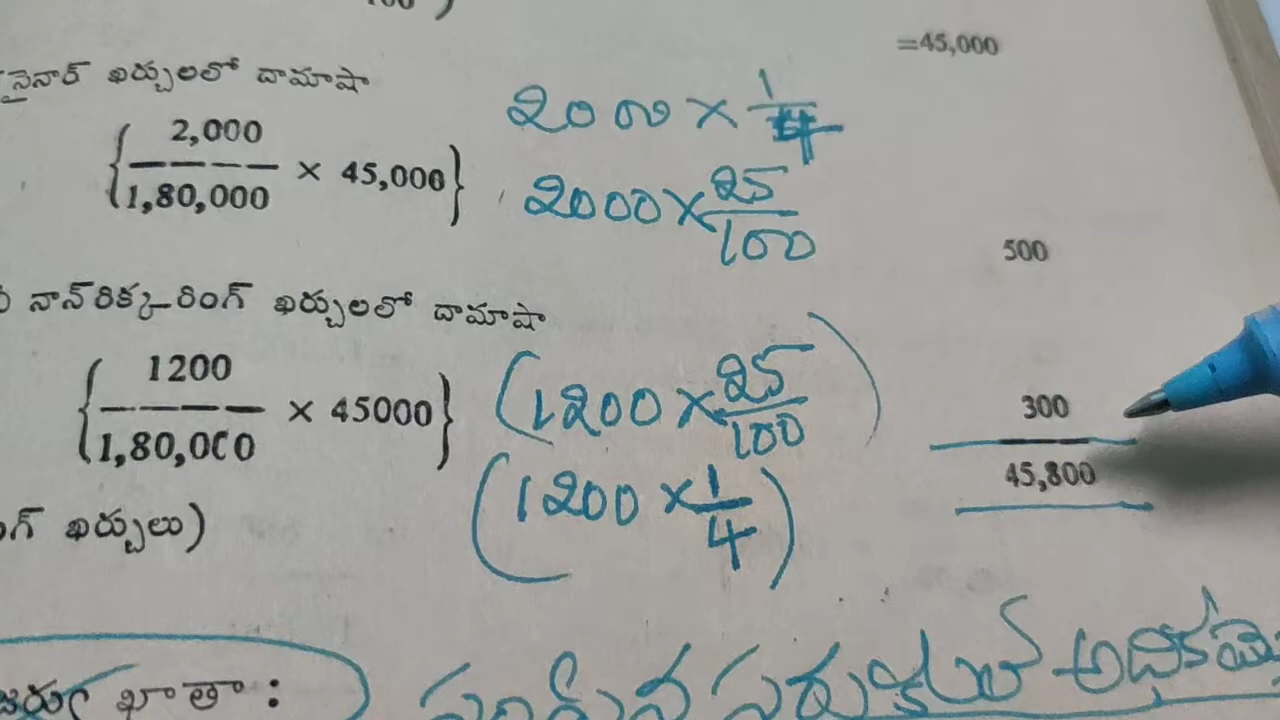 =45,000
సైనార్ ఖర్చులలో దామాషా
2000 × 1/4
{ 2,000 / 1,80,000 × 45,000 }
2000 × 25/100
500
నాన్‌రిక్కరింగ్ ఖర్చులలో దామాషా
{ 1200 / 1,80,000 × 45000 }
(1200 × 25/100)
300
45,800
(1200 × 1/4)
ఖర్చులు)
ఖాతా :
సరుకుల